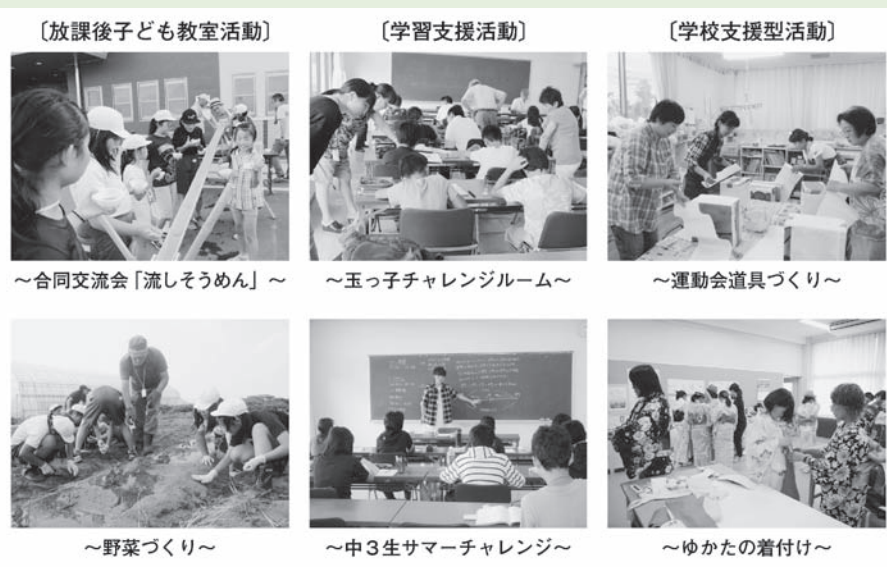 〔放課後子ども教室活動〕
〔学習支援活動〕
〔学校支援型活動〕
～合同交流会「流しそうめん」～
～玉っ子チャレンジルーム～
～運動会道具づくり～
～野菜づくり～
～中３生サマーチャレンジ～
～ゆかたの着付け～